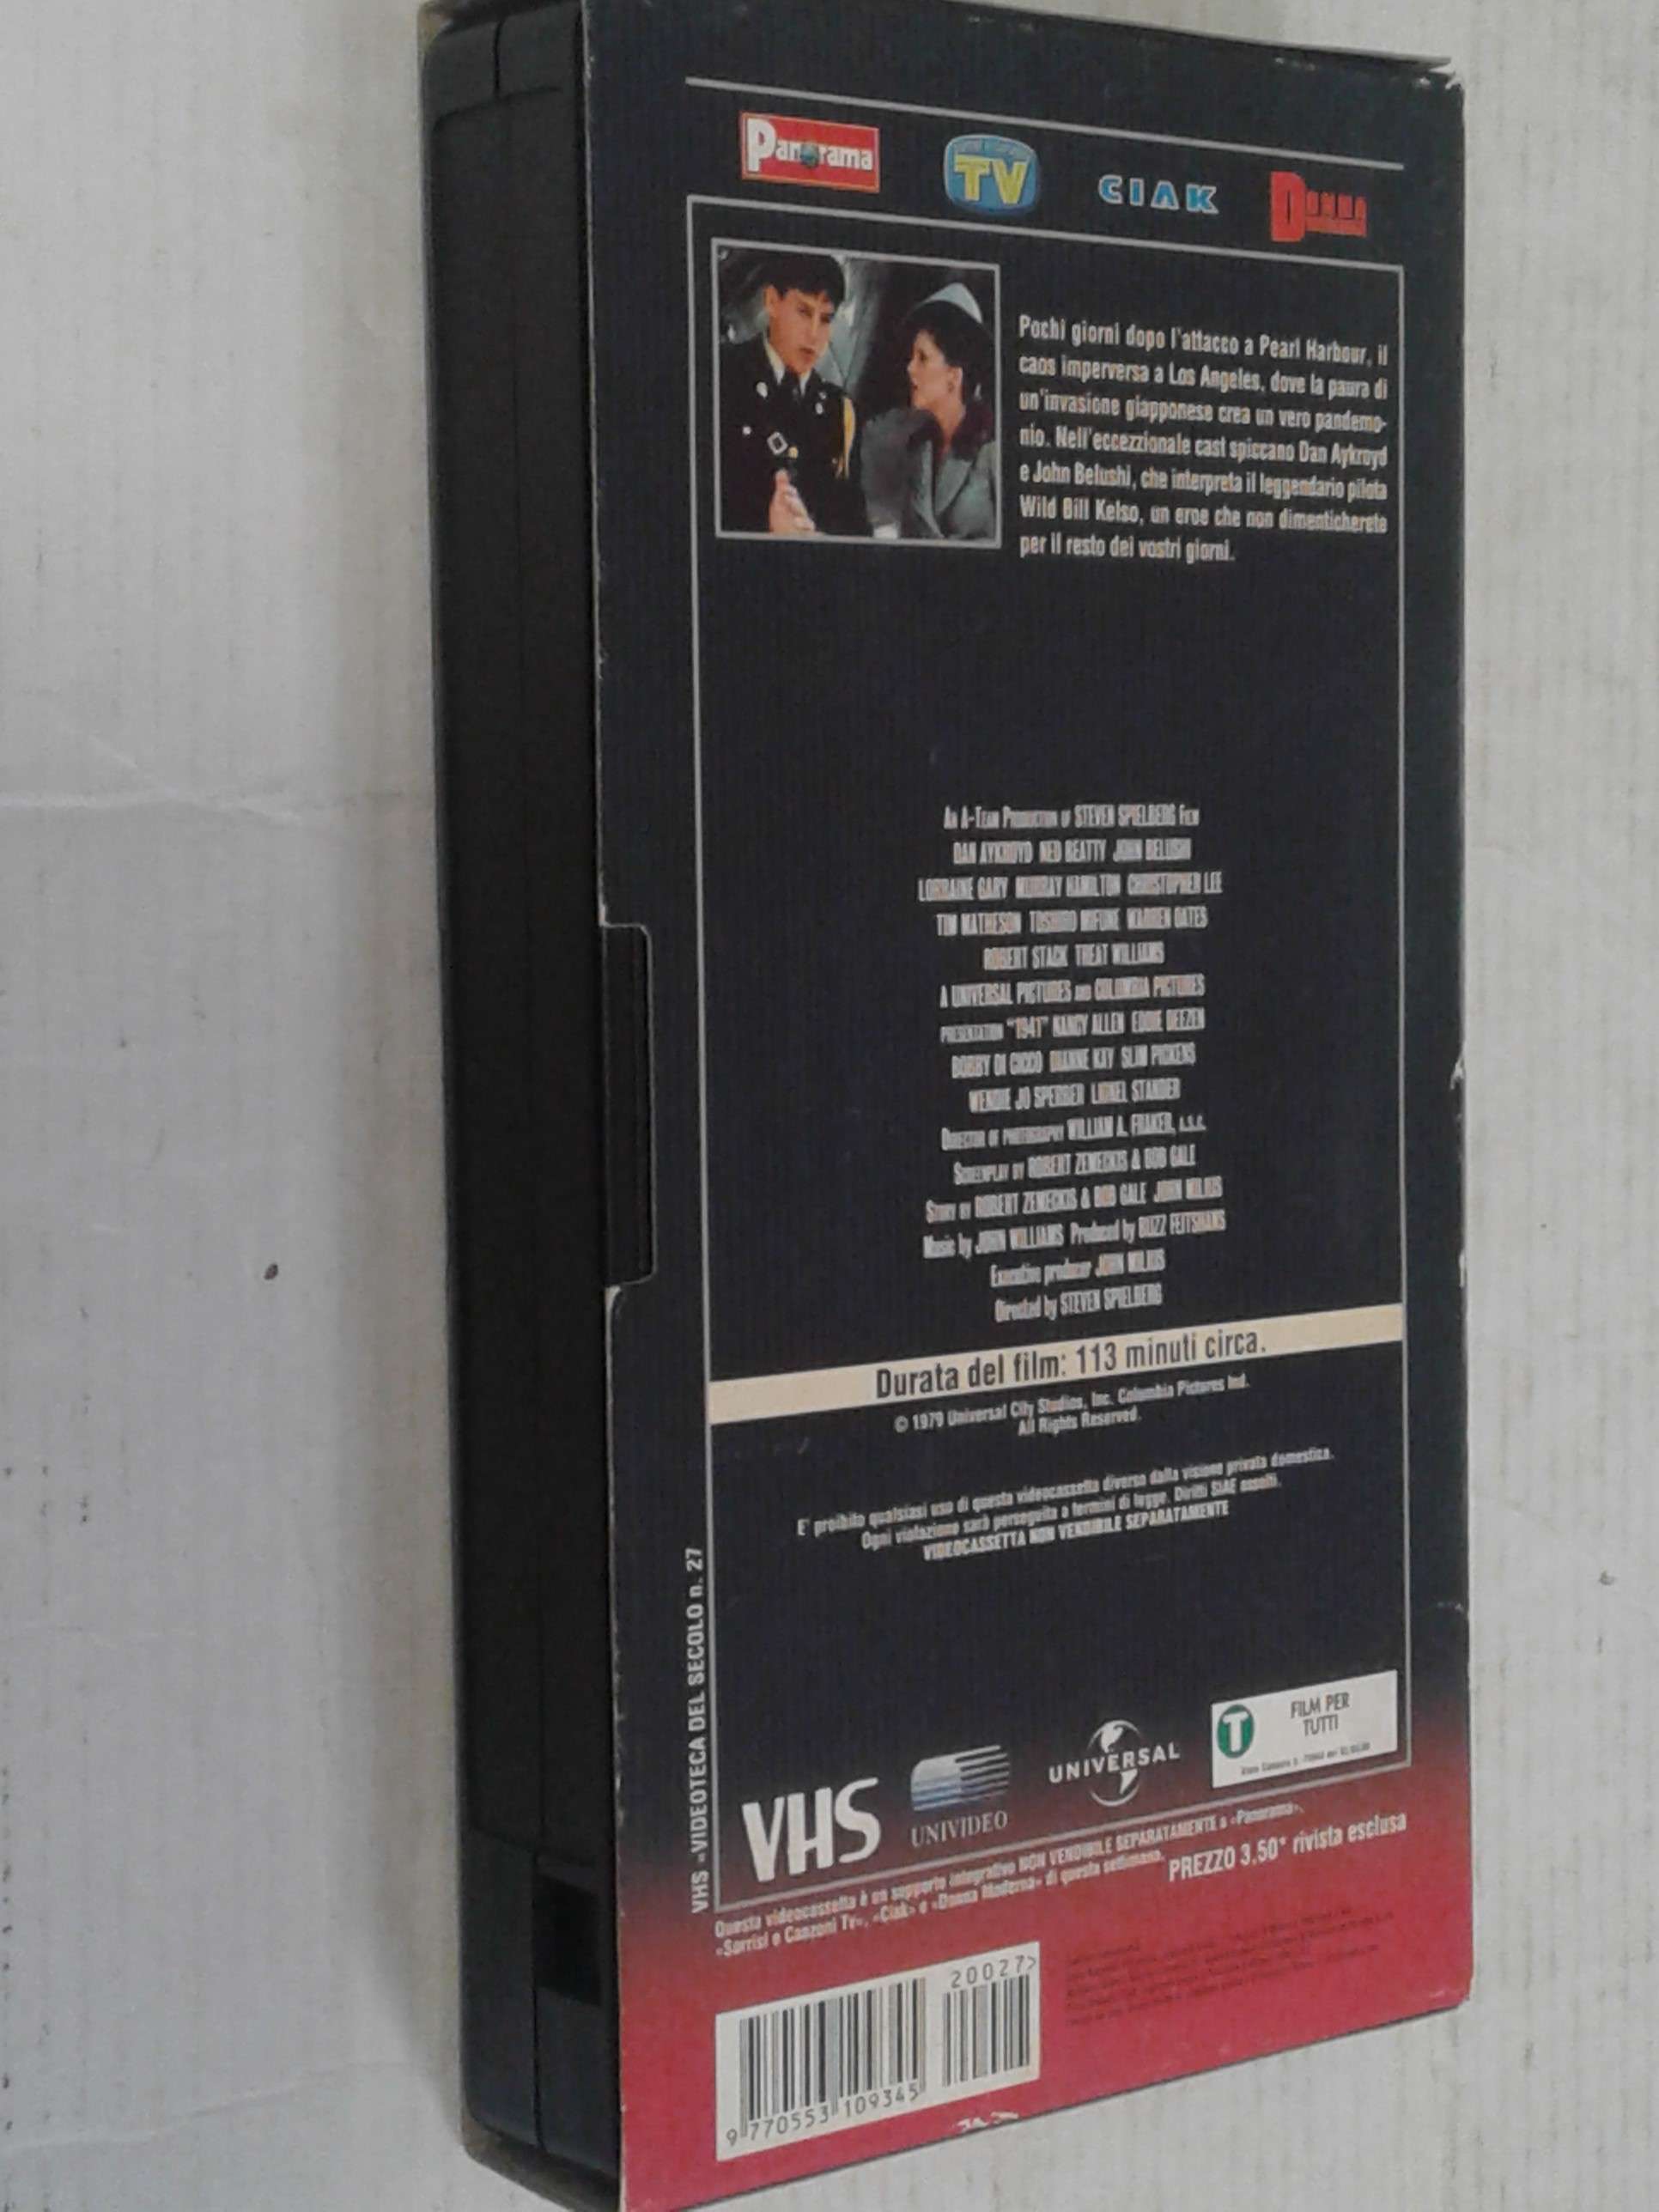 Panorama
TV
CIAK
DONNA
Pochi giorni dopo l'attacco a Pearl Harbour, il
caos imperversa a Los Angeles, dove la paura di
un'invasione giapponese crea un vero pandemo-
nio. Nell'eccezzionale cast spiccano Dan Aykroyd
e John Belushi, che interpreta il leggendario pilota
Wild Bill Kelso, un eroe che non dimenticherete
per il resto dei vostri giorni.
AN A-TEAM PRODUCTION OF STEVEN SPIELBERG FILM
DAN AYKROYD NED BEATTY JOHN BELUSHI
LORRAINE GARY MURRAY HAMILTON CHRISTOPHER LEE
TIM MATHESON TOSHIRO MIFUNE WARREN OATES
ROBERT STACK TREAT WILLIAMS
A UNIVERSAL PICTURES AND COLUMBIA PICTURES
PRESENTATION "1941" NANCY ALLEN EDDIE DEEZEN
BOBBY DI CICCO DIANNE KAY SLIM PICKENS
WENDIE JO SPERBER LIONEL STANDER
DIRECTOR OF PHOTOGRAPHY WILLIAM A. FRAKER, A.S.C.
SCREENPLAY BY ROBERT ZEMECKIS & BOB GALE
STORY BY ROBERT ZEMECKIS & BOB GALE JOHN MILIUS
Music by JOHN WILLIAMS Produced by BUZZ FEITSHANS
Executive producer JOHN MILIUS
Directed by STEVEN SPIELBERG
Durata del film: 113 minuti circa.
© 1979 Universal City Studios, Inc. Columbia Pictures Ind.
All Rights Reserved.
E' proibito qualsiasi uso di questa videocassetta diverso dalla visione privata domestica.
Ogni violazione sarà perseguita a termini di legge. Diritti SIAE assolti.
VIDEOCASSETTA NON VENDIBILE SEPARATAMENTE
VHS «VIDEOTECA DEL SECOLO n. 27
VHS
UNIVIDEO
UNIVERSAL
T
FILM PER
TUTTI
Questa videocassetta è un supporto integrativo NON VENDIBILE SEPARATAMENTE a «Panorama»,
«Sorrisi e Canzoni Tv», «Ciak» e «Donna Moderna» di questa settimana.
PREZZO 3,50* rivista esclusa
20027>
9 770553 109345